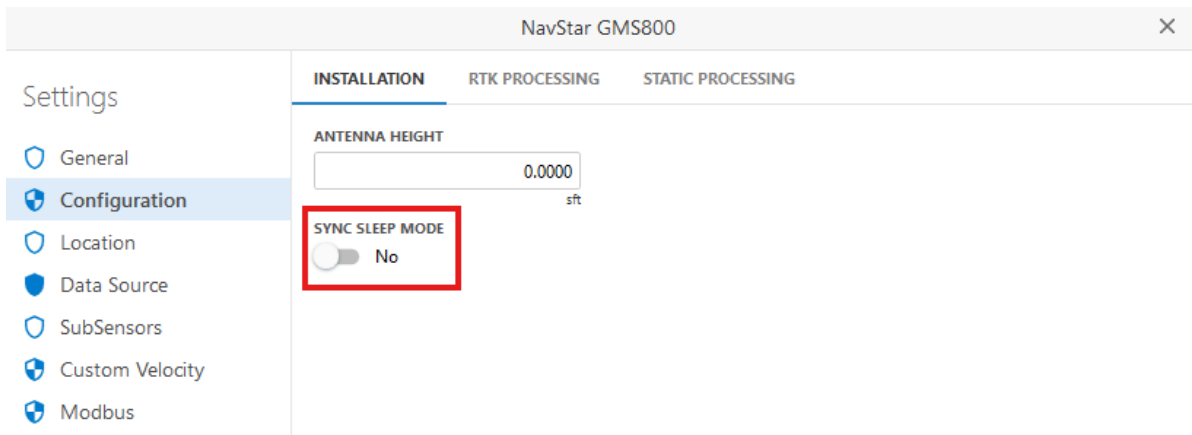 NavStar GMS800
Settings
General
Configuration
Location
Data Source
SubSensors
Custom Velocity
Modbus
INSTALLATION RTK PROCESSING STATIC PROCESSING
ANTENNA HEIGHT
0.0000
sft
SYNC SLEEP MODE
No